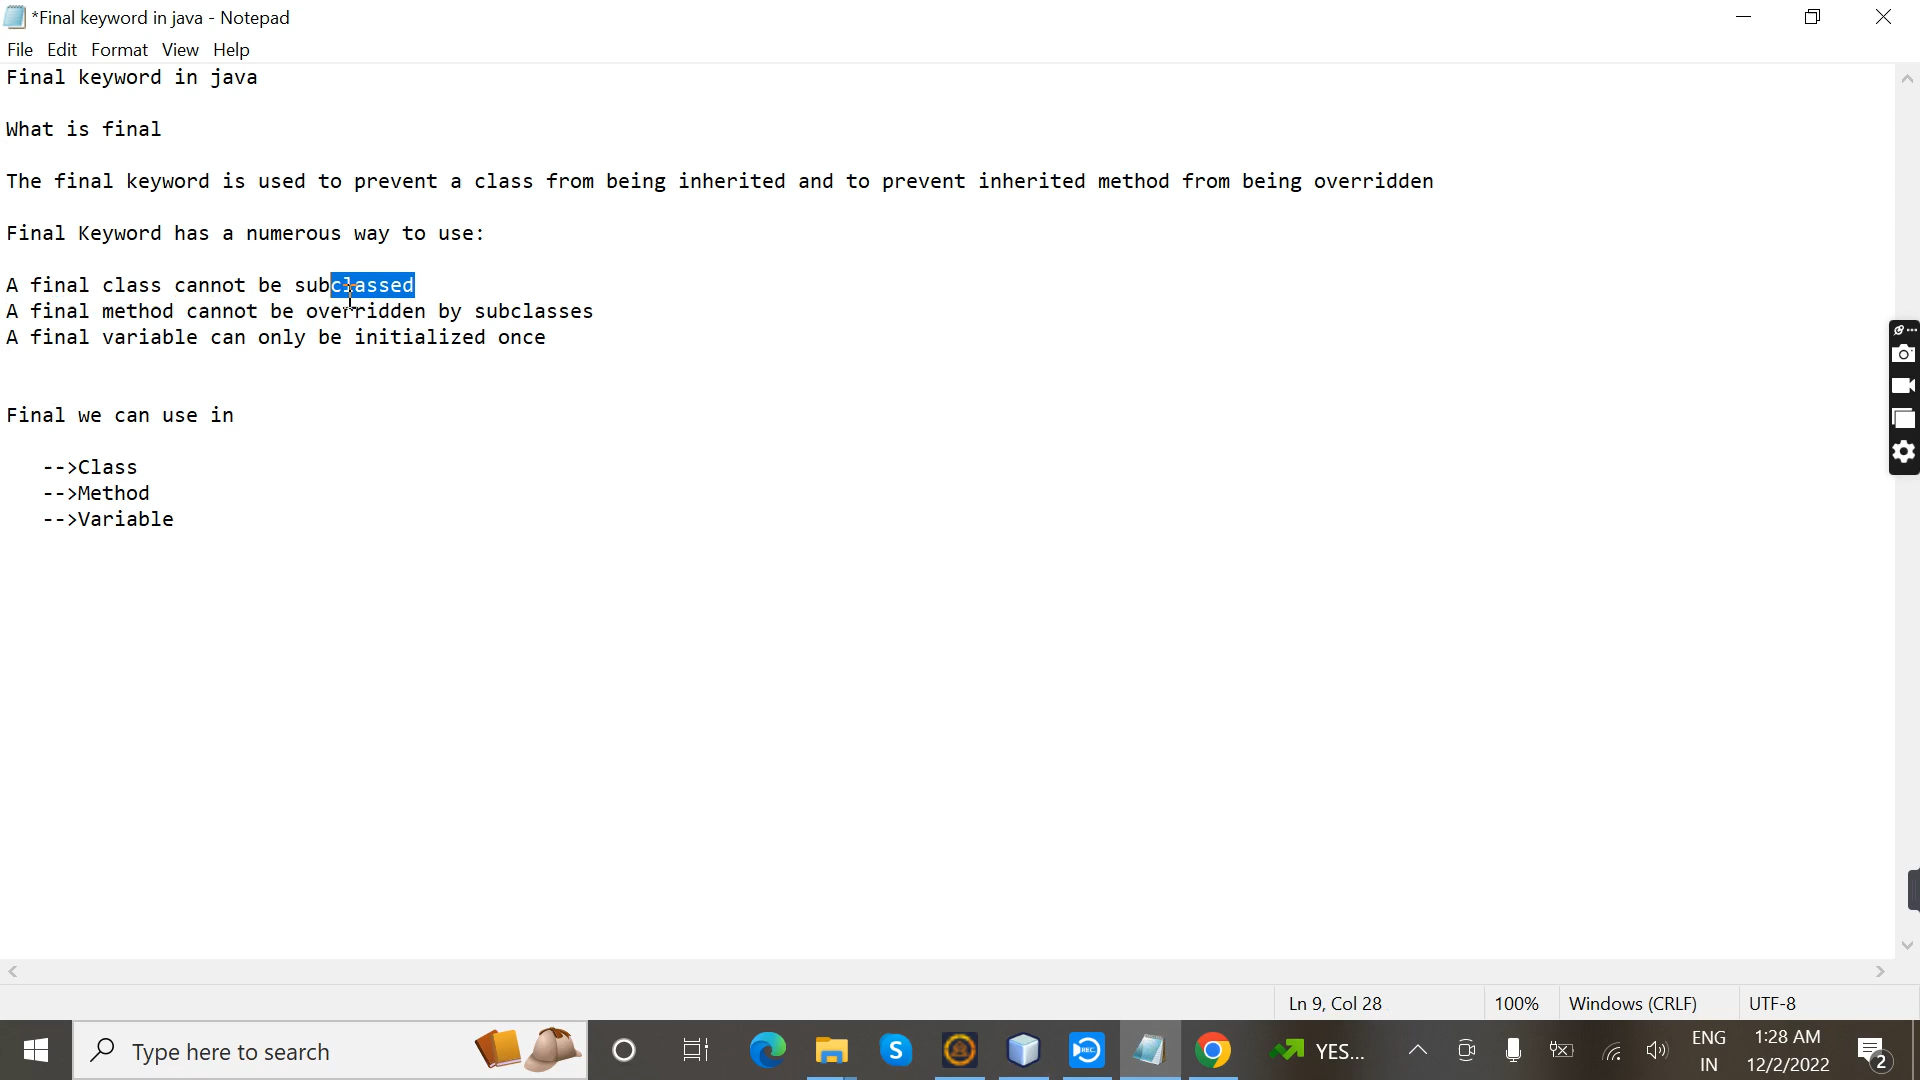 *Final keyword in java - Notepad
File Edit Format View Help
Final keyword in java
What is final
The final keyword is used to prevent a class from being inherited and to prevent inherited method from being overridden
Final Keyword has a numerous way to use:
A final class cannot be subclassed
A final method cannot be overridden by subclasses
A final variable can only be initialized once
Final we can use in
-->Class
-->Method
-->Variable
Ln 9, Col 28 100% Windows (CRLF) UTF-8
Type here to search
YES...
ENG
IN
1:28 AM
12/2/2022
2
S
REC